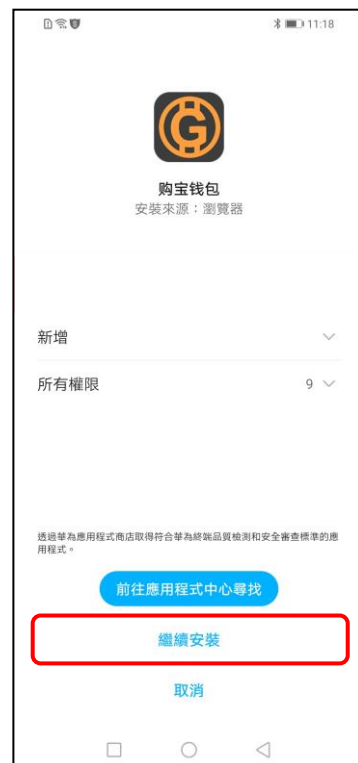 11:18
购宝钱包
安裝來源：瀏覽器
新增
所有權限 9
透過華為應用程式商店取得符合華為終端品質檢測和安全審查標準的應
用程式。
前往應用程式中心尋找
繼續安裝
取消